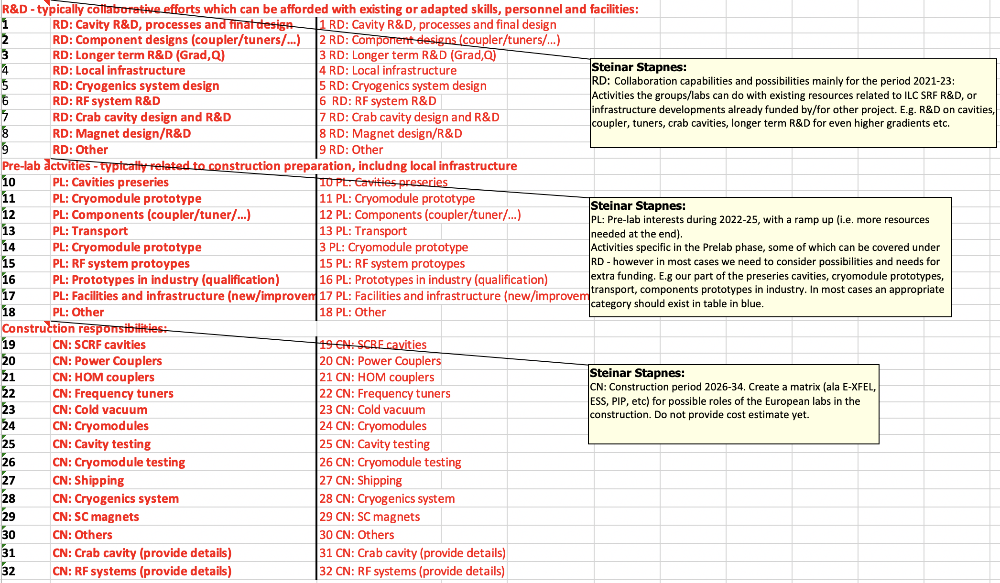 R&D - typically collaborative efforts which can be afforded with existing or adapted skills, personnel and facilities:
1 RD: Cavity R&D, processes and final design 1 RD: Cavity R&D, processes and final design
2 RD: Component designs (coupler/tuners/...) 2 RD: Component designs (coupler/tuners/...)
3 RD: Longer term R&D (Grad,Q) 3 RD: Longer term R&D (Grad,Q)
4 RD: Local infrastructure 4 RD: Local infrastructure
5 RD: Cryogenics system design 5 RD: Cryogenics system design
6 RD: RF system R&D 6 RD: RF system R&D
7 RD: Crab cavity design and R&D 7 RD: Crab cavity design and R&D
8 RD: Magnet design/R&D 8 RD: Magnet design/R&D
9 RD: Other 9 RD: Other
Steinar Stapnes:
RD: Collaboration capabilities and possibilities mainly for the period 2021-23:
Activities the groups/labs can do with existing resources related to ILC SRF R&D, or
infrastructure developments already funded by/for other project. E.g. R&D on cavities,
coupler, tuners, crab cavities, longer term R&D for even higher gradients etc.
Pre-lab actvities - typically related to construction preparation, includng local infrastructure
10 PL: Cavities preseries 10 PL: Cavities preseries
11 PL: Cryomodule prototype 11 PL: Cryomodule prototype
12 PL: Components (coupler/tuner/...) 12 PL: Components (coupler/tuner/...)
13 PL: Transport 13 PL: Transport
14 PL: Cryomodule prototype 3 PL: Cryomodule prototype
15 PL: RF system protoypes 15 PL: RF system protoypes
16 PL: Prototypes in industry (qualification) 16 PL: Prototypes in industry (qualification)
17 PL: Facilities and infrastructure (new/improvem 17 PL: Facilities and infrastructure (new/improvem
18 PL: Other 18 PL: Other
Steinar Stapnes:
PL: Pre-lab interests during 2022-25, with a ramp up (i.e. more resources
needed at the end).
Activities specific in the Prelab phase, some of which can be covered under
RD - however in most cases we need to consider possibilities and needs for
extra funding. E.g our part of the preseries cavities, cryomodule prototypes,
transport, components prototypes in industry. In most cases an appropriate
category should exist in table in blue.
Construction responsibilities:
19 CN: SCRF cavities 19 CN: SCRF cavities
20 CN: Power Couplers 20 CN: Power Couplers
21 CN: HOM couplers 21 CN: HOM couplers
22 CN: Frequency tuners 22 CN: Frequency tuners
23 CN: Cold vacuum 23 CN: Cold vacuum
24 CN: Cryomodules 24 CN: Cryomodules
25 CN: Cavity testing 25 CN: Cavity testing
26 CN: Cryomodule testing 26 CN: Cryomodule testing
27 CN: Shipping 27 CN: Shipping
28 CN: Cryogenics system 28 CN: Cryogenics system
29 CN: SC magnets 29 CN: SC magnets
30 CN: Others 30 CN: Others
31 CN: Crab cavity (provide details) 31 CN: Crab cavity (provide details)
32 CN: RF systems (provide details) 32 CN: RF systems (provide details)
Steinar Stapnes:
CN: Construction period 2026-34. Create a matrix (ala E-XFEL,
ESS, PIP, etc) for possible roles of the European labs in the
construction. Do not provide cost estimate yet.